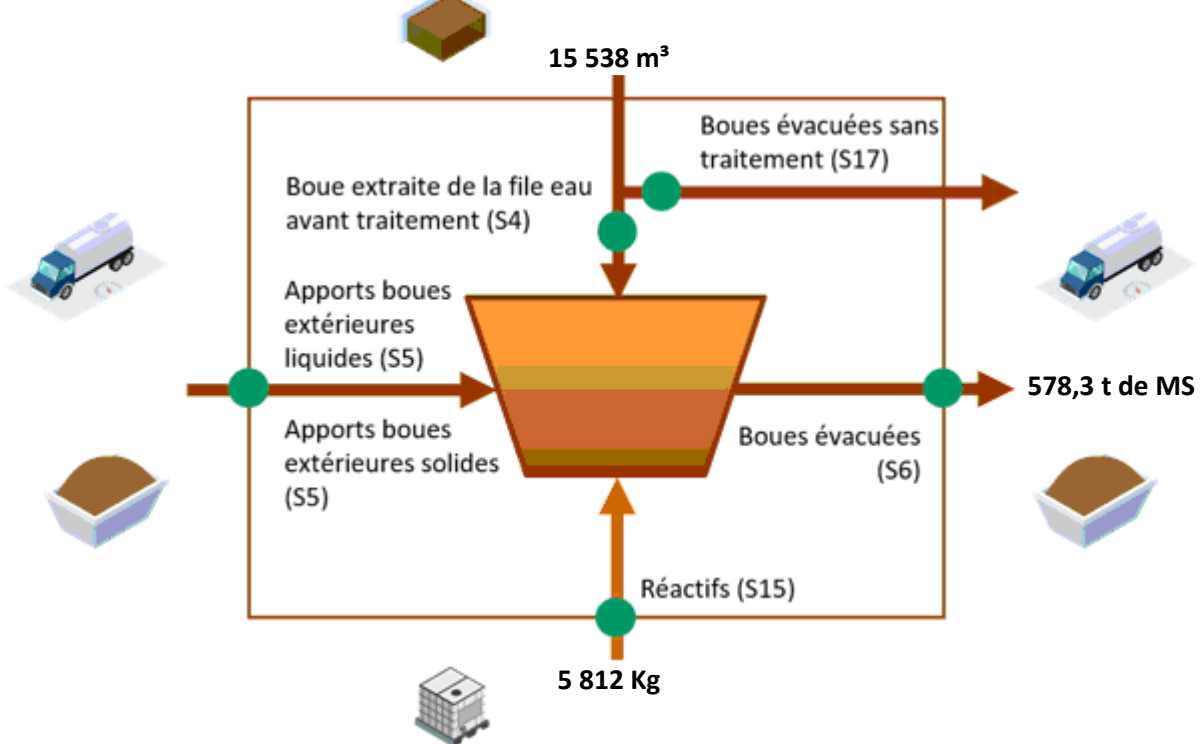 15 538 m³
Boues évacuées sans
traitement (S17)
Boue extraite de la file eau
avant traitement (S4)
Apports boues
extérieures
liquides (S5)
578,3 t de MS
Apports boues
extérieures solides
(S5)
Boues évacuées
(S6)
Réactifs (S15)
5 812 Kg